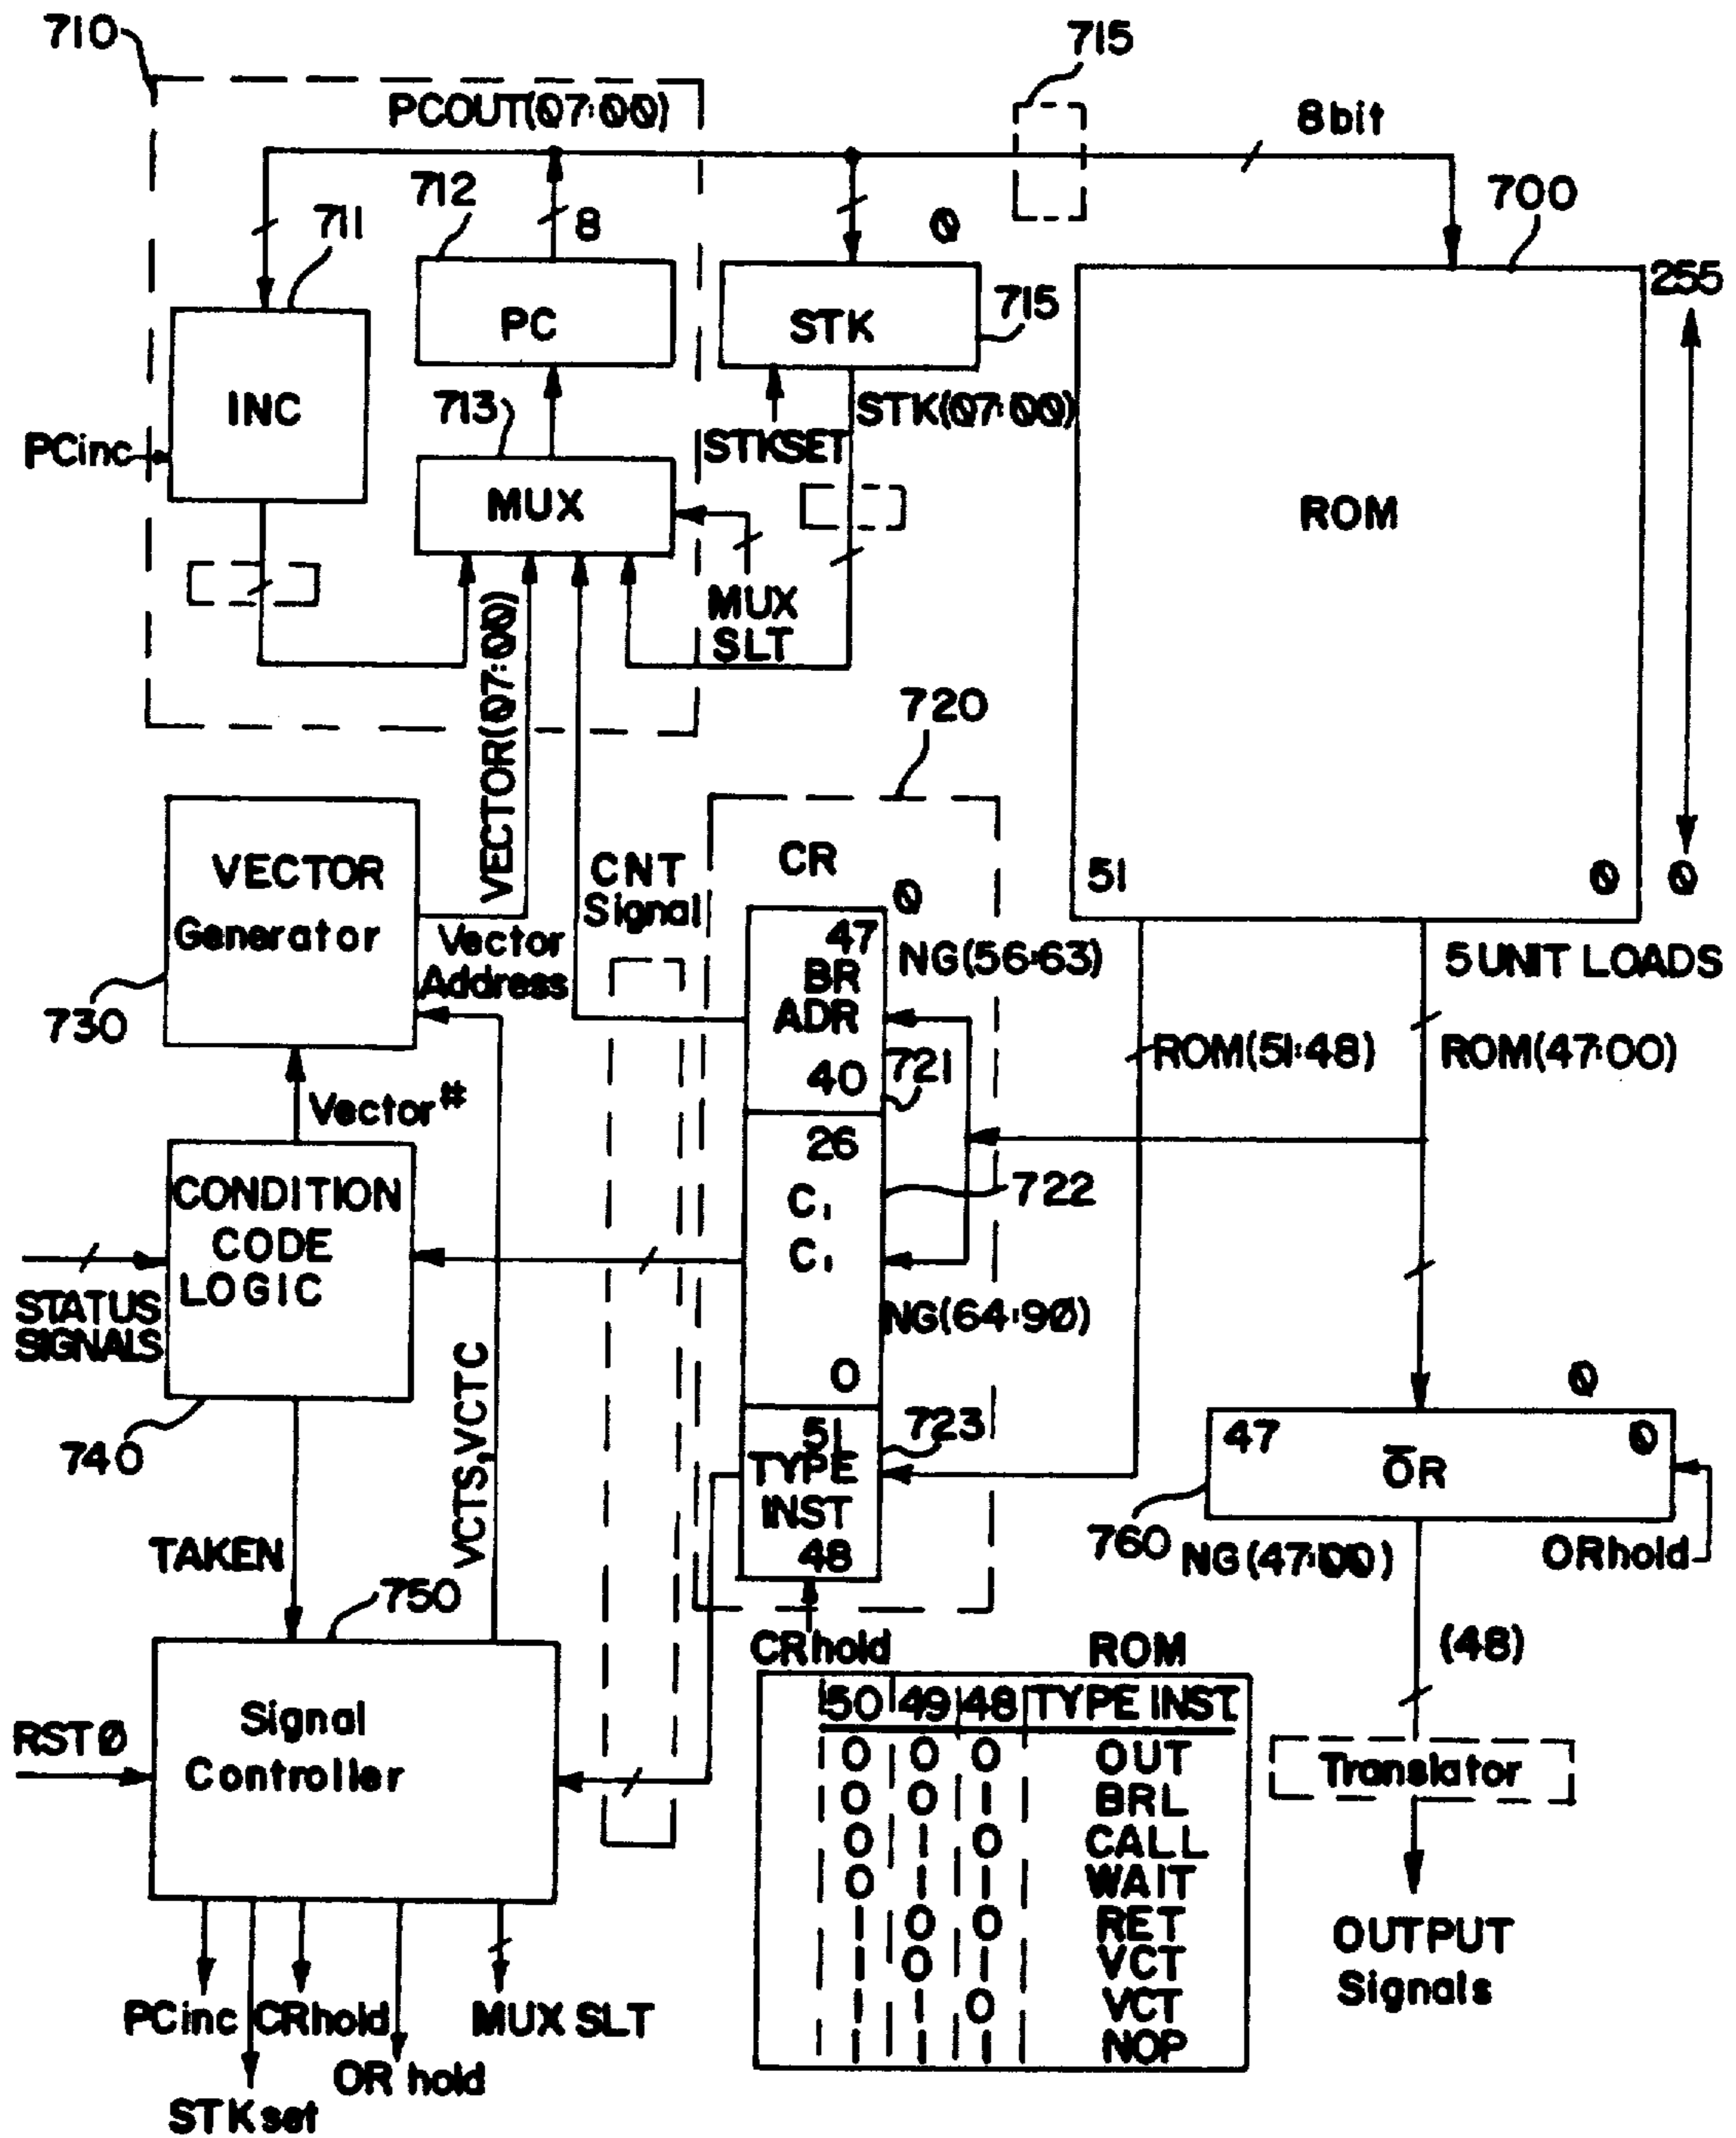 710
715
PCOUT(07:00)
8bit
712
700
711
8
0
255
PC
STK
715
INC
713
STK(07:00)
STKSET
PCinc
MUX
ROM
MUX
SLT
VECTOR(07:00)
720
VECTOR
Generator
CNT
Signal
CR
0
51
0
0
47
BR
ADR
40
NG(56:63)
5 UNIT LOADS
Vector
Address
730
721
ROM(51:48)
ROM(47:00)
Vector#
26
C1
C1
0
722
CONDITION
CODE
LOGIC
STATUS
SIGNALS
NG(64:90)
VCTS,VCTC
740
51
TYPE
INST
48
723
0
47
0
OR
760
NG(47:00)
ORhold
TAKEN
750
CRhold
(48)
Signal
Controller
RST0
ROM
50 49 48 TYPE INST
0 0 0 OUT
0 0 1 BRL
0 1 0 CALL
0 1 1 WAIT
1 0 0 RET
1 0 1 VCT
1 1 0 VCT
1 1 1 NOP
Translator
OUTPUT
Signals
PCinc
CRhold
MUX SLT
OR hold
STKset